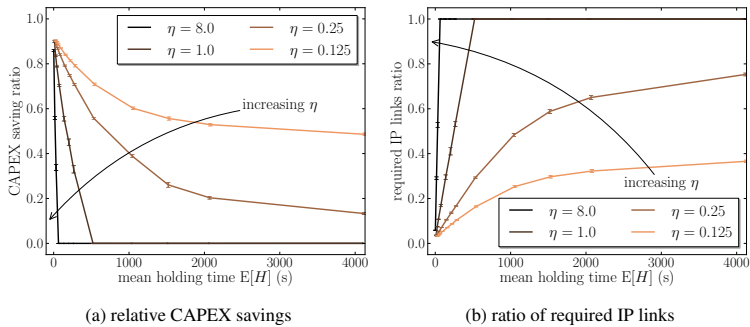 CAPEX saving ratio
1.0
0.8
0.6
0.4
0.2
0.0
η = 8.0
η = 1.0
η = 0.25
η = 0.125
increasing η
0
1000
2000
3000
4000
mean holding time E[H] (s)
(a) relative CAPEX savings
required IP links ratio
1.0
0.8
0.6
0.4
0.2
0.0
increasing η
η = 8.0
η = 1.0
η = 0.25
η = 0.125
0
1000
2000
3000
4000
mean holding time E[H] (s)
(b) ratio of required IP links